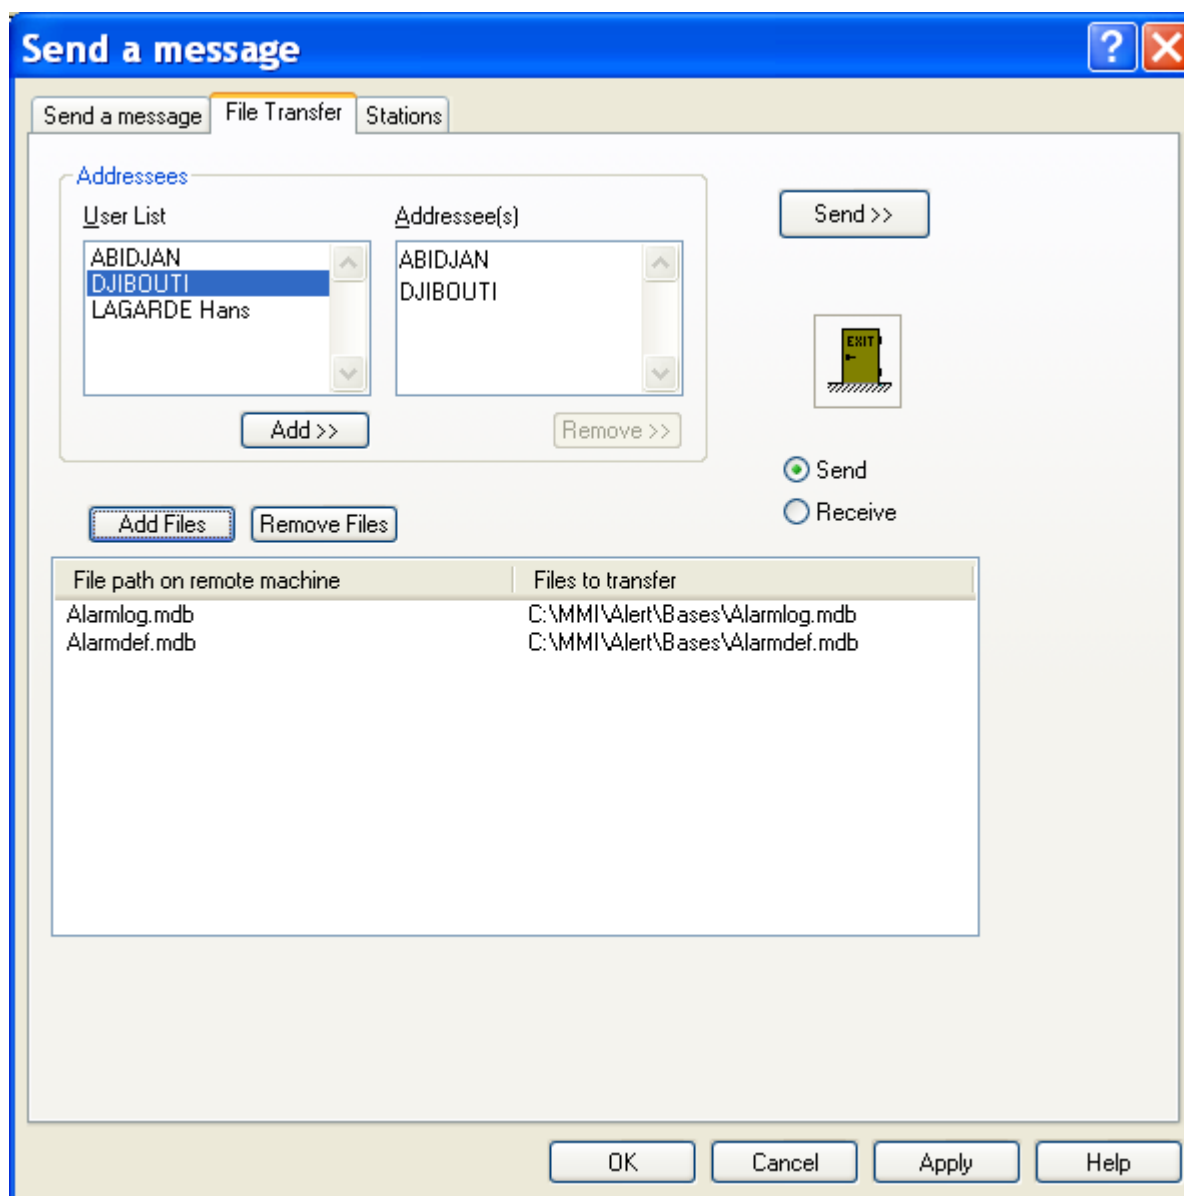 Send a message
Send a message File Transfer Stations
Addressees
User List
ABIDJAN
DJIBOUTI
LAGARDE Hans
Add >>
Addressee(s)
ABIDJAN
DJIBOUTI
Remove >>
Send >>
EXIT
Send
Receive
Add Files Remove Files
File path on remote machine Files to transfer
Alarmlog.mdb C:\MMI\Alert\Bases\Alarmlog.mdb
Alarmdef.mdb C:\MMI\Alert\Bases\Alarmdef.mdb
OK Cancel Apply Help